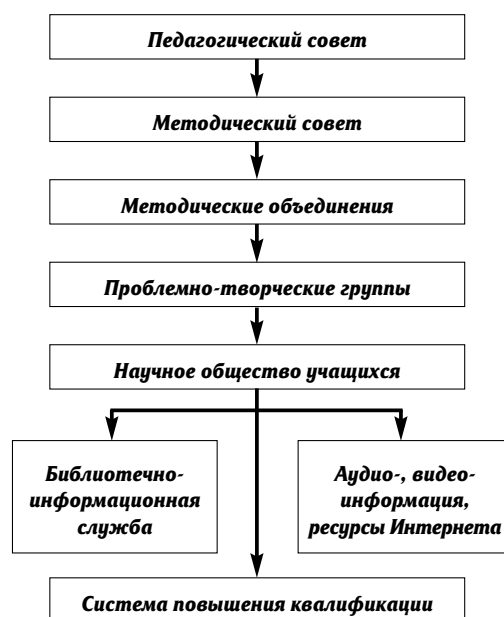 Педагогический совет
Методический совет
Методические объединения
Проблемно-творческие группы
Научное общество учащихся
Библиотечно-
информационная
служба
Аудио-, видео-
информация,
ресурсы Интернета
Система повышения квалификации